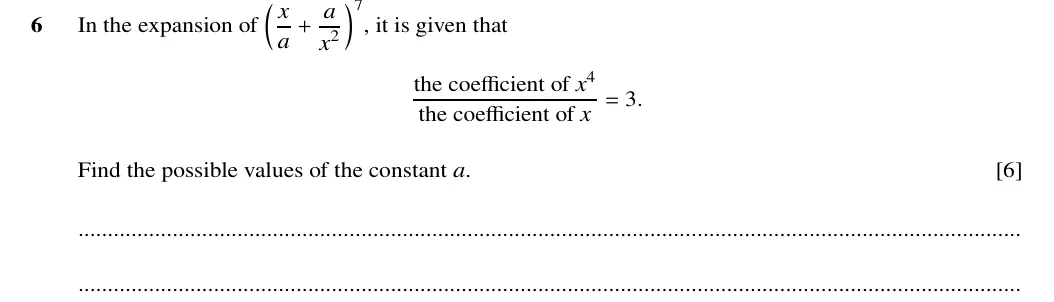 6 In the expansion of (x/a + a/x²)⁷, it is given that
the coefficient of x⁴
the coefficient of x = 3.
Find the possible values of the constant a. [6]